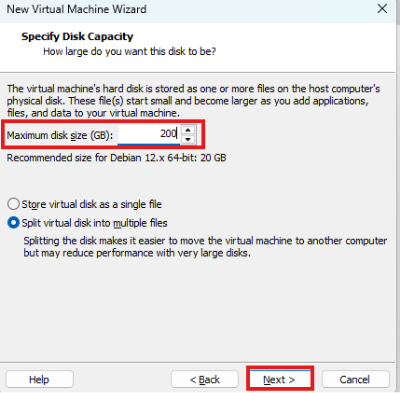 New Virtual Machine Wizard
Specify Disk Capacity
How large do you want this disk to be?
The virtual machine's hard disk is stored as one or more files on the host computer's
physical disk. These file(s) start small and become larger as you add applications,
files, and data to your virtual machine.
Maximum disk size (GB): 200
Recommended size for Debian 12.x 64-bit: 20 GB
Store virtual disk as a single file
Split virtual disk into multiple files
Splitting the disk makes it easier to move the virtual machine to another computer
but may reduce performance with very large disks.
Help < Back Next > Cancel